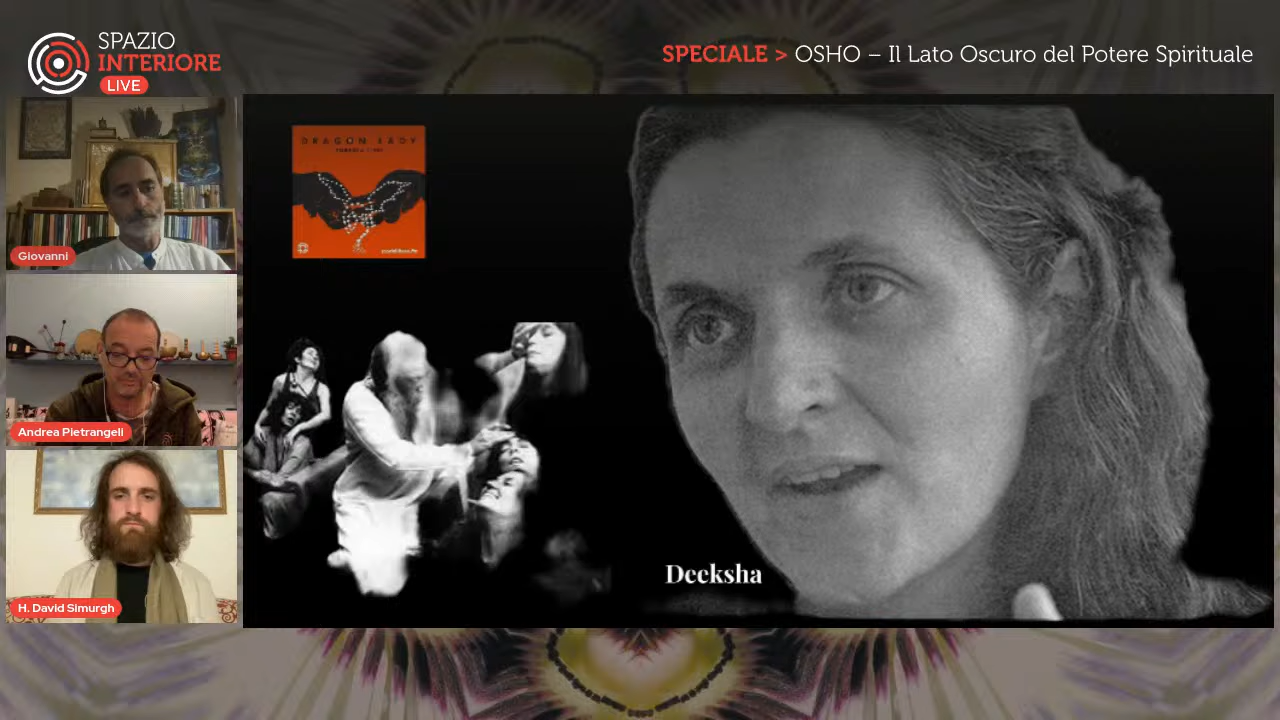 SPAZIO
INTERIORE
LIVE
SPECIALE > OSHO – Il Lato Oscuro del Potere Spirituale
DRAGON LADY
Giovanni
Andrea Pietrangeli
H. David Simurgh
Deeksha